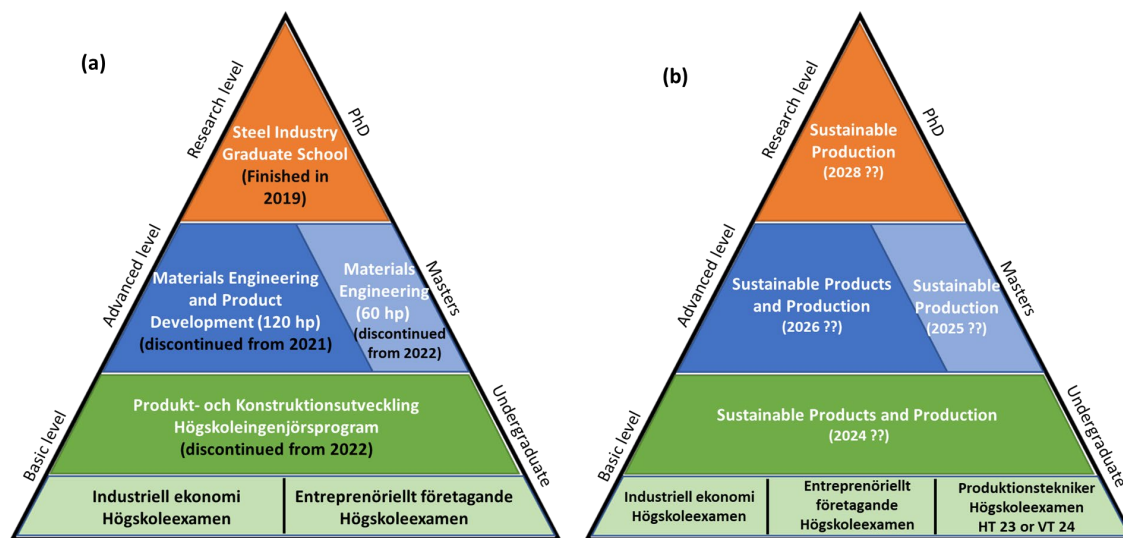 (a)
Research level
PhD
Steel Industry
Graduate School
(Finished in
2019)
Advanced level
Masters
Materials Engineering
and Product
Development (120 hp)
(discontinued from 2021)
Materials
Engineering
(60 hp)
(discontinued
from 2022)
Basic level
Undergraduate
Produkt- och Konstruktionsutveckling
Högskoleingenjörsprogram
(discontinued from 2022)
Industriell ekonomi
Högskoleexamen
Entreprenöriellt företagande
Högskoleexamen
(b)
Research level
PhD
Sustainable
Production
(2028 ??)
Advanced level
Masters
Sustainable Products
and Production
(2026 ??)
Sustainable
Production
(2025 ??)
Basic level
Undergraduate
Sustainable Products and Production
(2024 ??)
Industriell ekonomi
Högskoleexamen
Entreprenöriellt
företagande
Högskoleexamen
Produktionstekniker
Högskoleexamen
HT 23 or VT 24